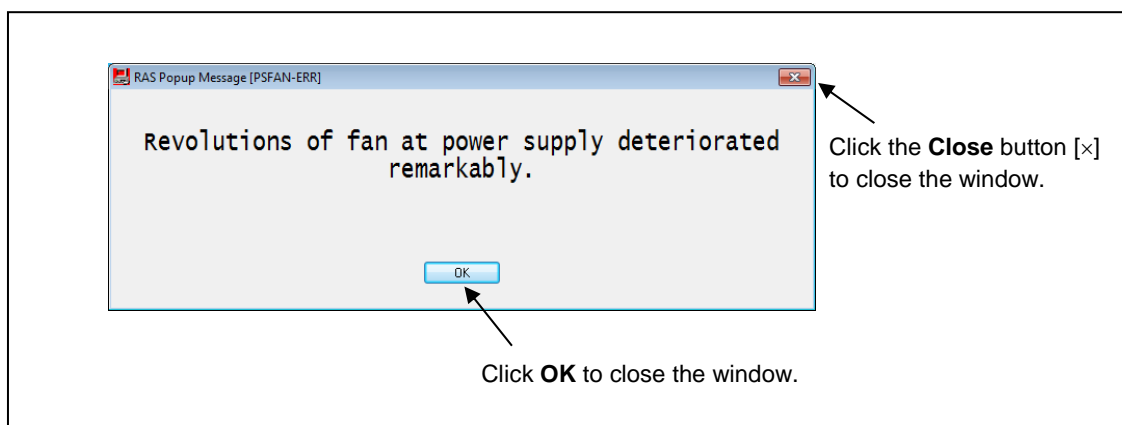 RAS Popup Message [PSFAN-ERR]
Revolutions of fan at power supply deteriorated
remarkably.
Click the Close button [×]
to close the window.
OK
Click OK to close the window.